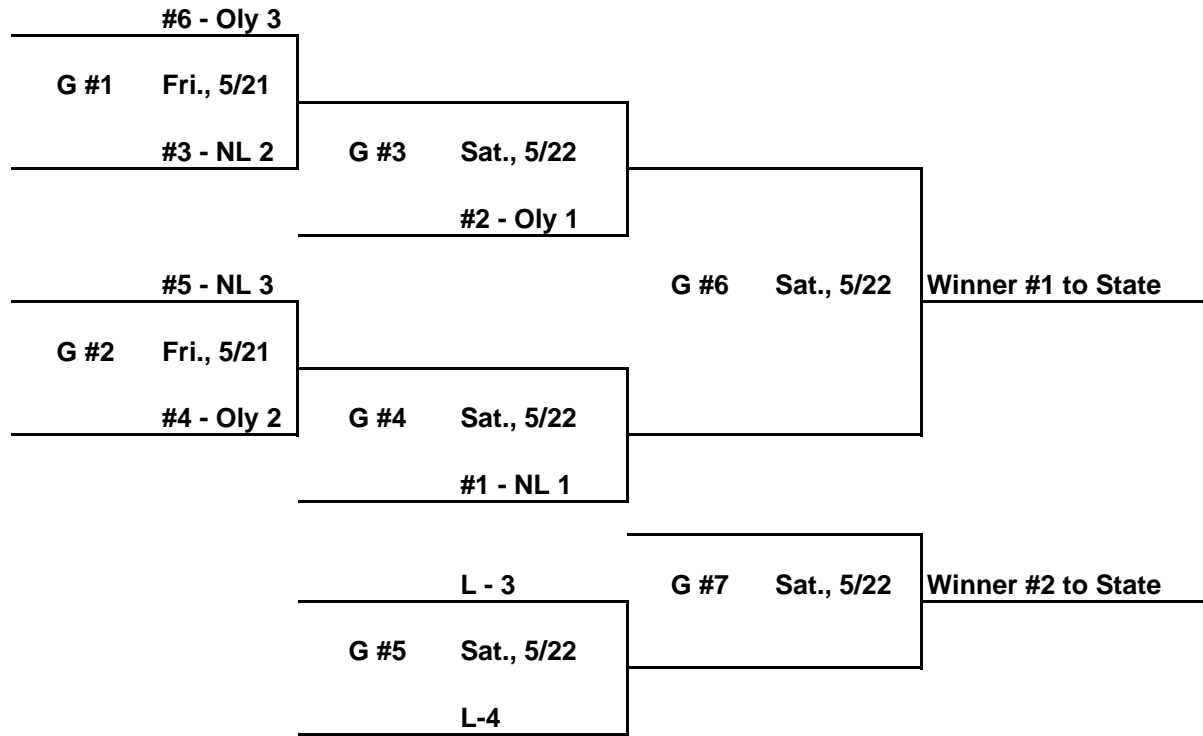 #6 - Oly 3
G #1 Fri., 5/21
#3 - NL 2 G #3 Sat., 5/22
#2 - Oly 1
#5 - NL 3 G #6 Sat., 5/22 Winner #1 to State
G #2 Fri., 5/21
#4 - Oly 2 G #4 Sat., 5/22
#1 - NL 1
L - 3 G #7 Sat., 5/22 Winner #2 to State
G #5 Sat., 5/22
L-4